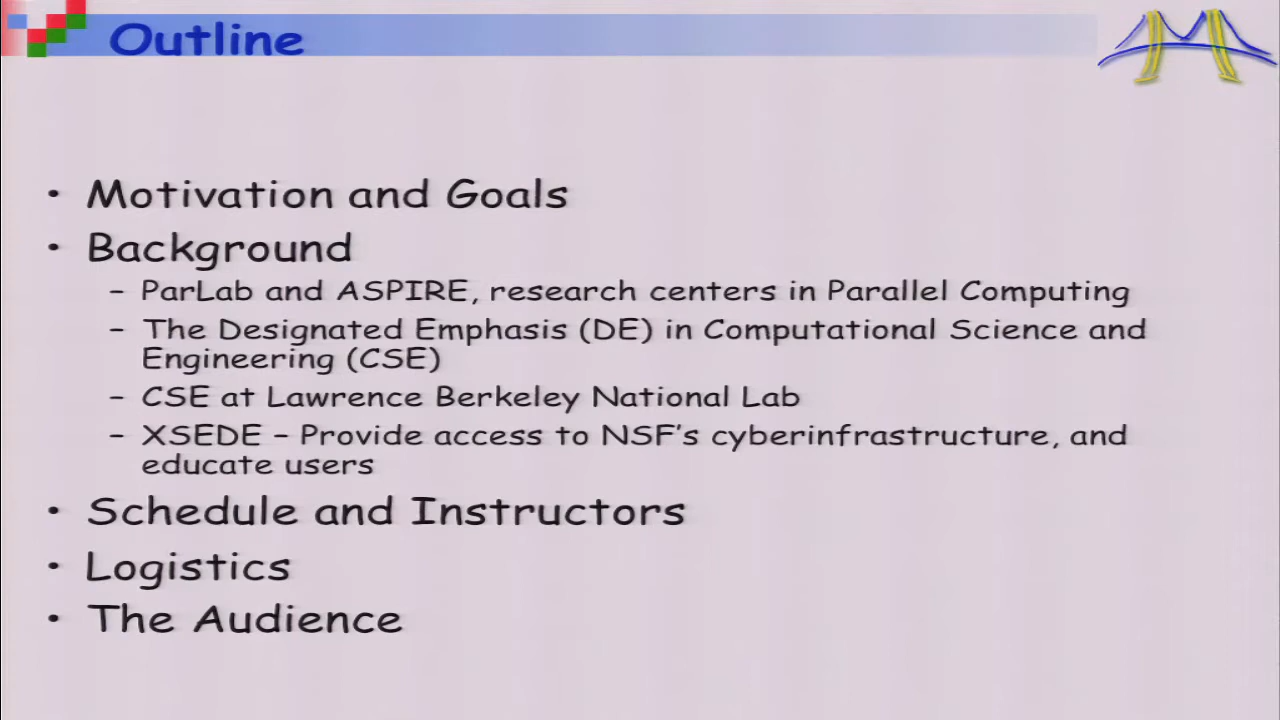 Outline
• Motivation and Goals
• Background
– ParLab and ASPIRE, research centers in Parallel Computing
– The Designated Emphasis (DE) in Computational Science and
Engineering (CSE)
– CSE at Lawrence Berkeley National Lab
– XSEDE – Provide access to NSF's cyberinfrastructure, and
educate users
• Schedule and Instructors
• Logistics
• The Audience